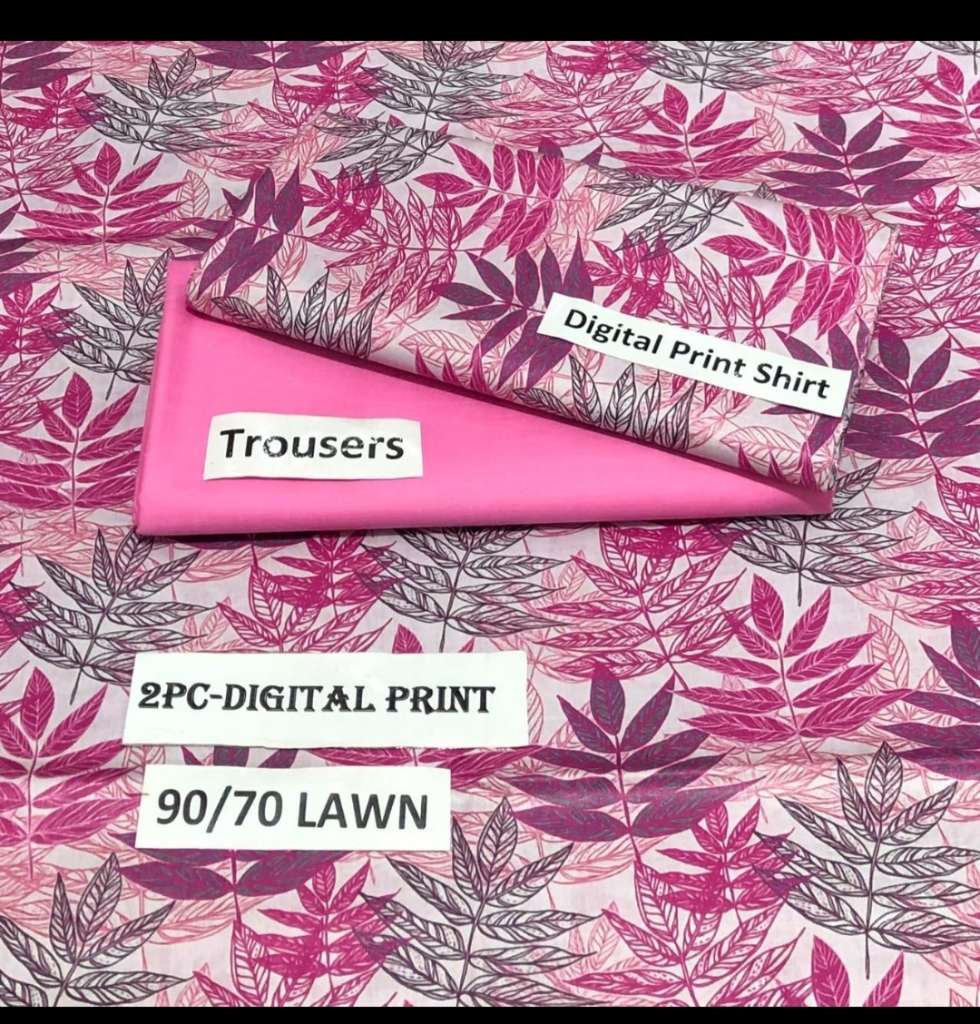 Digital Print Shirt
Trousers
2PC-DIGITAL PRINT
90/70 LAWN